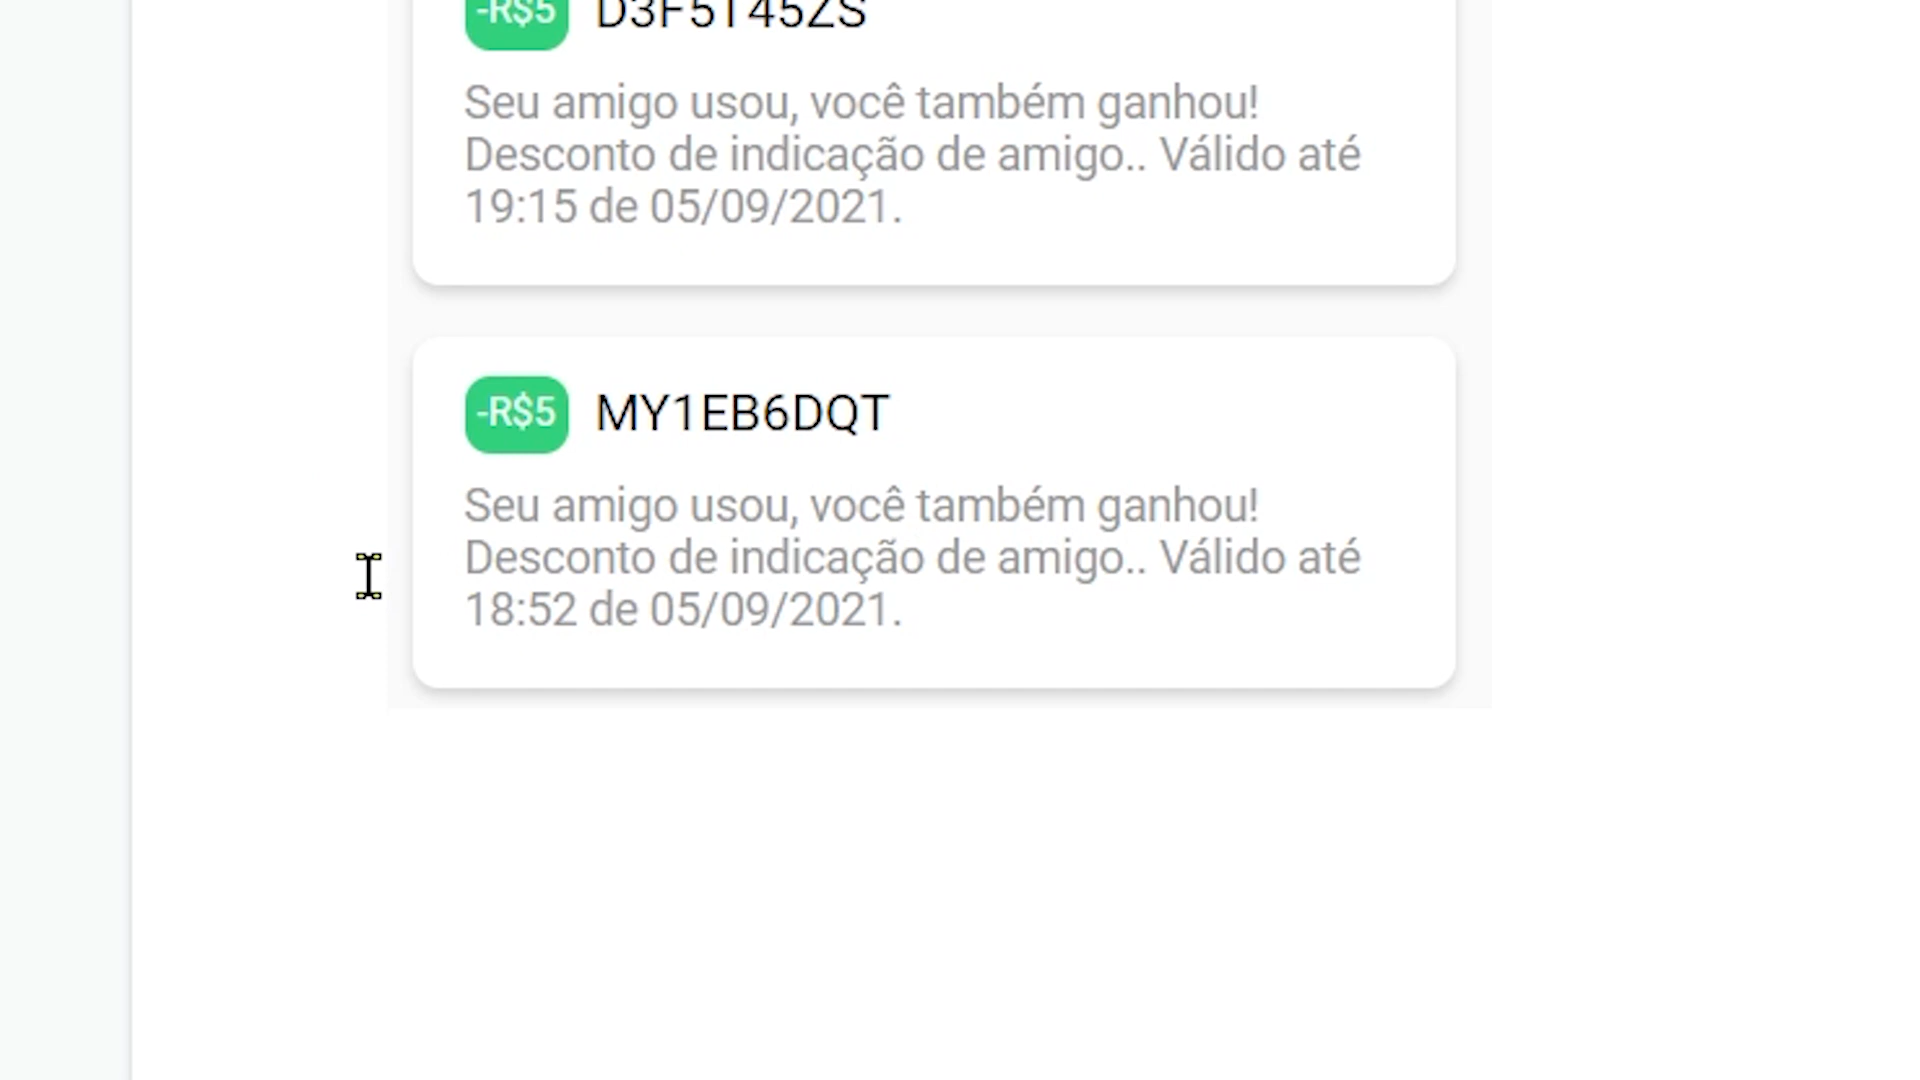 -R$5 D3F5T45ZS
Seu amigo usou, você também ganhou!
Desconto de indicação de amigo.. Válido até
19:15 de 05/09/2021.
-R$5 MY1EB6DQT
Seu amigo usou, você também ganhou!
Desconto de indicação de amigo.. Válido até
18:52 de 05/09/2021.